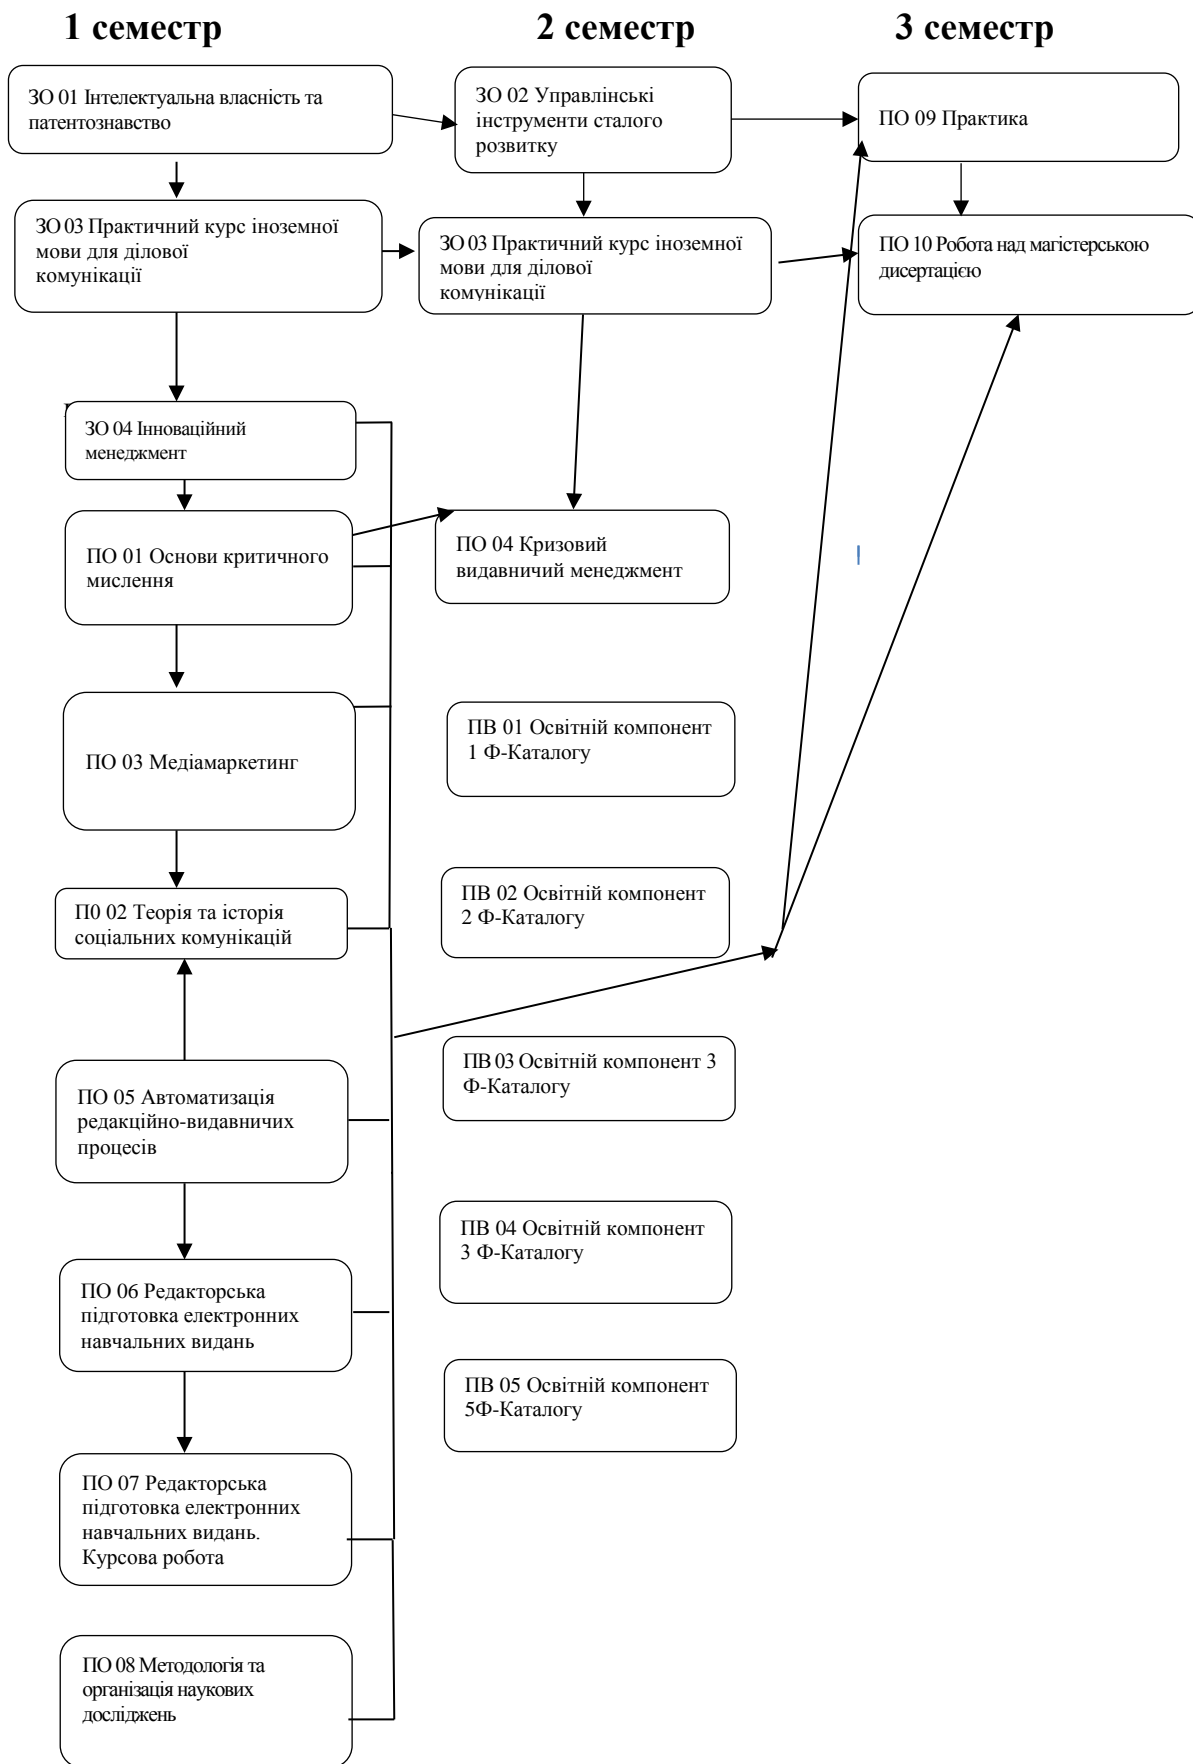 1 семестр
2 семестр
3 семестр
ЗО 01 Інтелектуальна власність та
патентознавство
ЗО 02 Управлінські
інструменти сталого
розвитку
ПО 09 Практика
ЗО 03 Практичний курс іноземної
мови для ділової
комунікації
ЗО 03 Практичний курс іноземної
мови для ділової
комунікації
ПО 10 Робота над магістерською
дисертацією
ЗО 04 Інноваційний
менеджмент
ПО 01 Основи критичного
мислення
ПО 04 Кризовий
видавничий менеджмент
ПО 03 Медіамаркетинг
ПВ 01 Освітній компонент
1 Ф-Каталогу
П0 02 Теорія та історія
соціальних комунікацій
ПВ 02 Освітній компонент
2 Ф-Каталогу
ПО 05 Автоматизація
редакційно-видавничих
процесів
ПВ 03 Освітній компонент 3
Ф-Каталогу
ПО 06 Редакторська
підготовка електронних
навчальних видань
ПВ 04 Освітній компонент
3 Ф-Каталогу
ПО 07 Редакторська
підготовка електронних
навчальних видань.
Курсова робота
ПВ 05 Освітній компонент
5Ф-Каталогу
ПО 08 Методологія та
організація наукових
досліджень